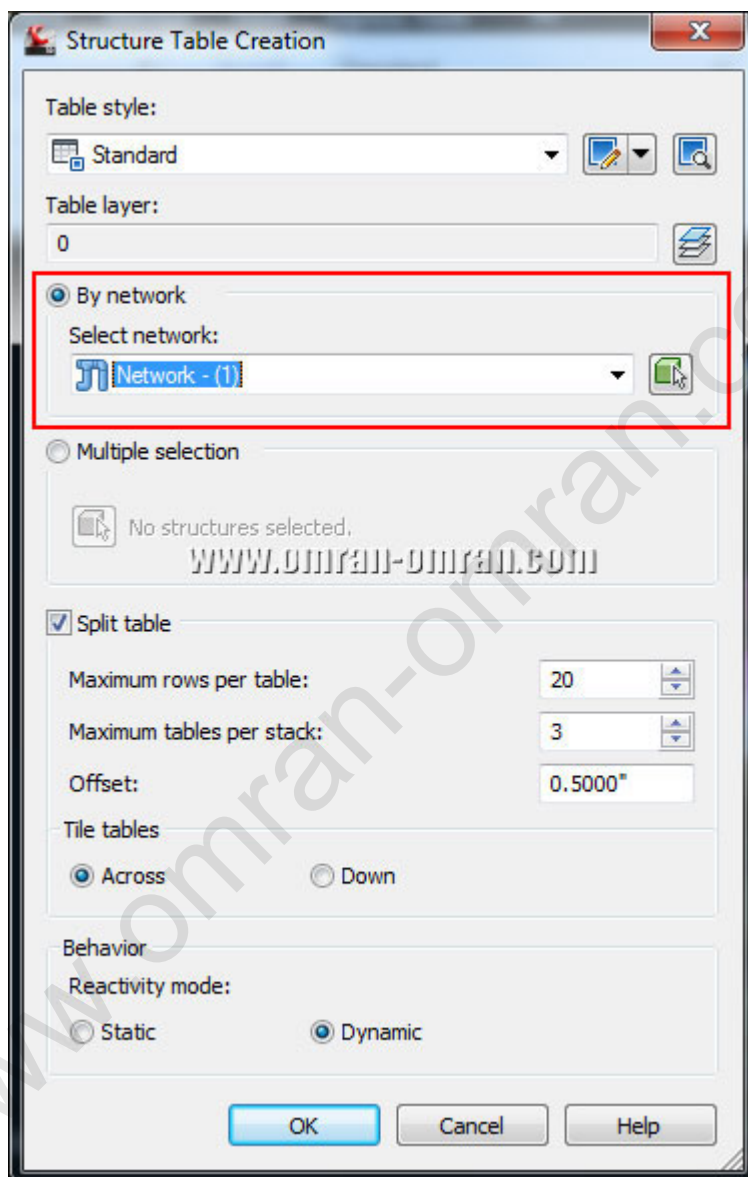 Structure Table Creation
Table style:
Standard
Table layer:
0
By network
Select network:
Network - (1)
Multiple selection
No structures selected.
www.omran-omran.com
Split table
Maximum rows per table:
20
Maximum tables per stack:
3
Offset:
0.5000"
Tile tables
Across
Down
Behavior
Reactivity mode:
Static
Dynamic
OK
Cancel
Help